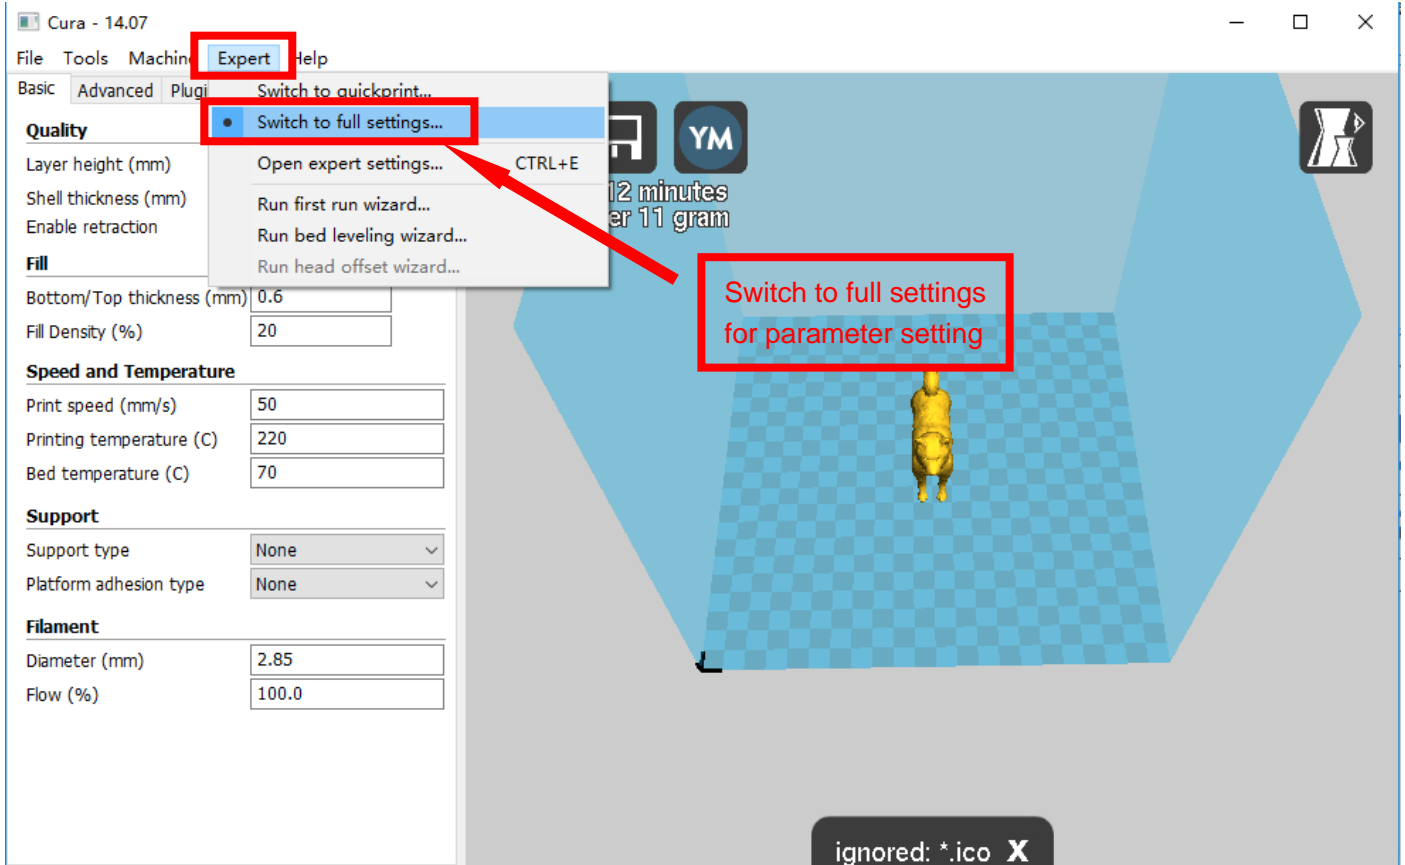 Cura - 14.07
File Tools Machin Expert Help
Basic Advanced Plugi
Switch to quickprint...
Switch to full settings...
Open expert settings... CTRL+E
Run first run wizard...
Run bed leveling wizard...
Run head offset wizard...
Quality
Layer height (mm)
Shell thickness (mm)
Enable retraction
Fill
Bottom/Top thickness (mm) 0.6
Fill Density (%) 20
Speed and Temperature
Print speed (mm/s) 50
Printing temperature (C) 220
Bed temperature (C) 70
Support
Support type None
Platform adhesion type None
Filament
Diameter (mm) 2.85
Flow (%) 100.0
YM
12 minutes
er 11 gram
Switch to full settings
for parameter setting
ignored: *.ico X